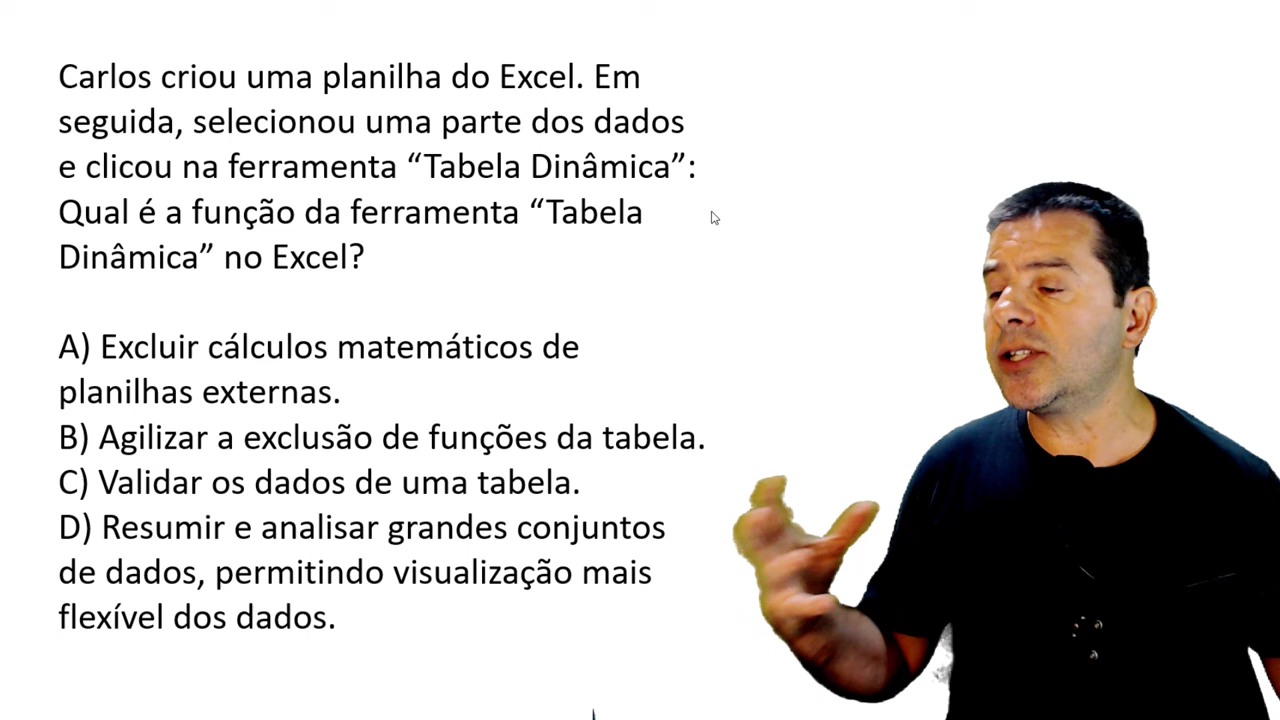 Carlos criou uma planilha do Excel. Em
seguida, selecionou uma parte dos dados
e clicou na ferramenta “Tabela Dinâmica”:
Qual é a função da ferramenta “Tabela
Dinâmica” no Excel?
A) Excluir cálculos matemáticos de
planilhas externas.
B) Agilizar a exclusão de funções da tabela.
C) Validar os dados de uma tabela.
D) Resumir e analisar grandes conjuntos
de dados, permitindo visualização mais
flexível dos dados.